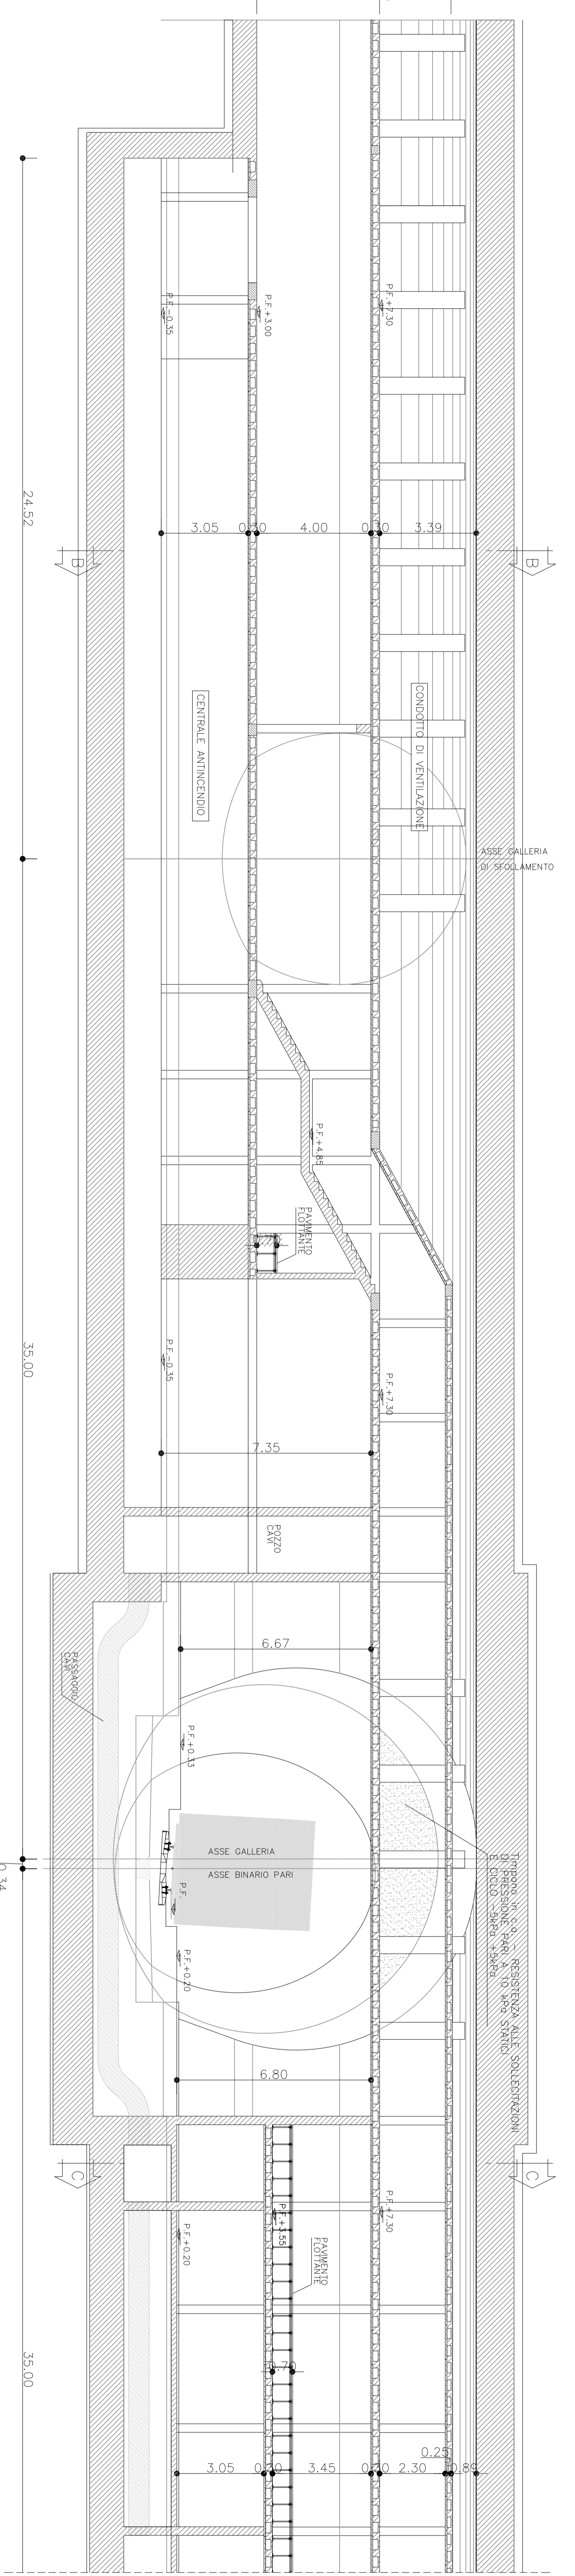 P.F.-0.35
P.F.+3.00
P.F.+7.30
24.52
3.05
0.30
4.00
0.30
3.39
B
B
CENTRALE ANTINCENDIO
CONDOTTO DI VENTILAZIONE
ASSE GALLERIA
DI SFOLLAMENTO
P.F.+4.85
PAVIMENTO
FLOTTANTE
35.00
P.F.-0.35
P.F.+7.30
7.35
POZZO
CAVI
6.67
PASSAGGIO
CAVI
P.F.+0.33
ASSE GALLERIA
ASSE BINARIO PARI
P.F.
P.F.+0.20
0.34
Timpano in c.a. - RESISTENZA ALLE SOLLECITAZIONI
DI PRESSIONE PARI A 10 kPa STATICI
E CICLO -5kPa +5kPa
6.80
C
C
P.F.+0.20
P.F.+3.55
P.F.+7.30
PAVIMENTO
FLOTTANTE
35.00
0.70
3.05
0.30
3.45
0.30
2.30
0.25
0.89